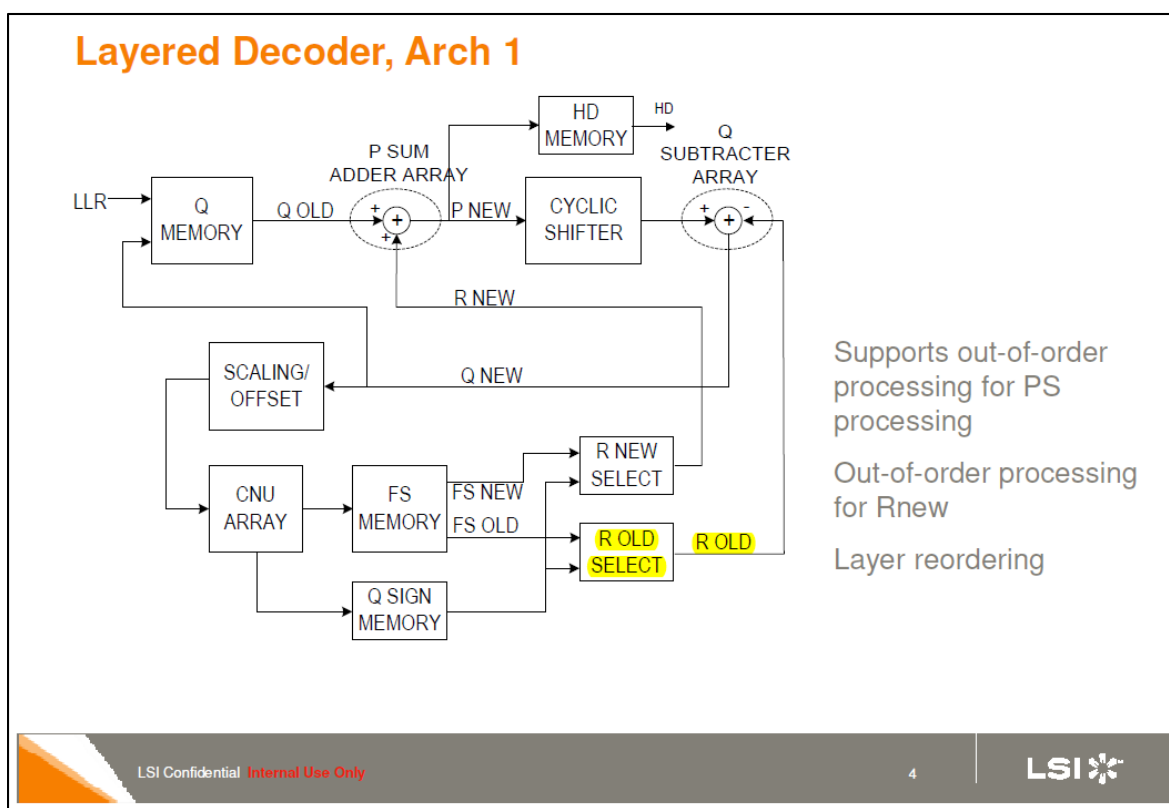 Layered Decoder, Arch 1
HD
MEMORY
HD
Q
SUBTRACTER
ARRAY
P SUM
ADDER ARRAY
LLR
Q
MEMORY
Q OLD
+
+
+
P NEW
CYCLIC
SHIFTER
+
+
-
R NEW
SCALING/
OFFSET
Q NEW
CNU
ARRAY
FS
MEMORY
FS NEW
FS OLD
R NEW
SELECT
R OLD
SELECT
R OLD
Q SIGN
MEMORY
Supports out-of-order
processing for PS
processing
Out-of-order processing
for Rnew
Layer reordering
LSI Confidential Internal Use Only
4
LSI